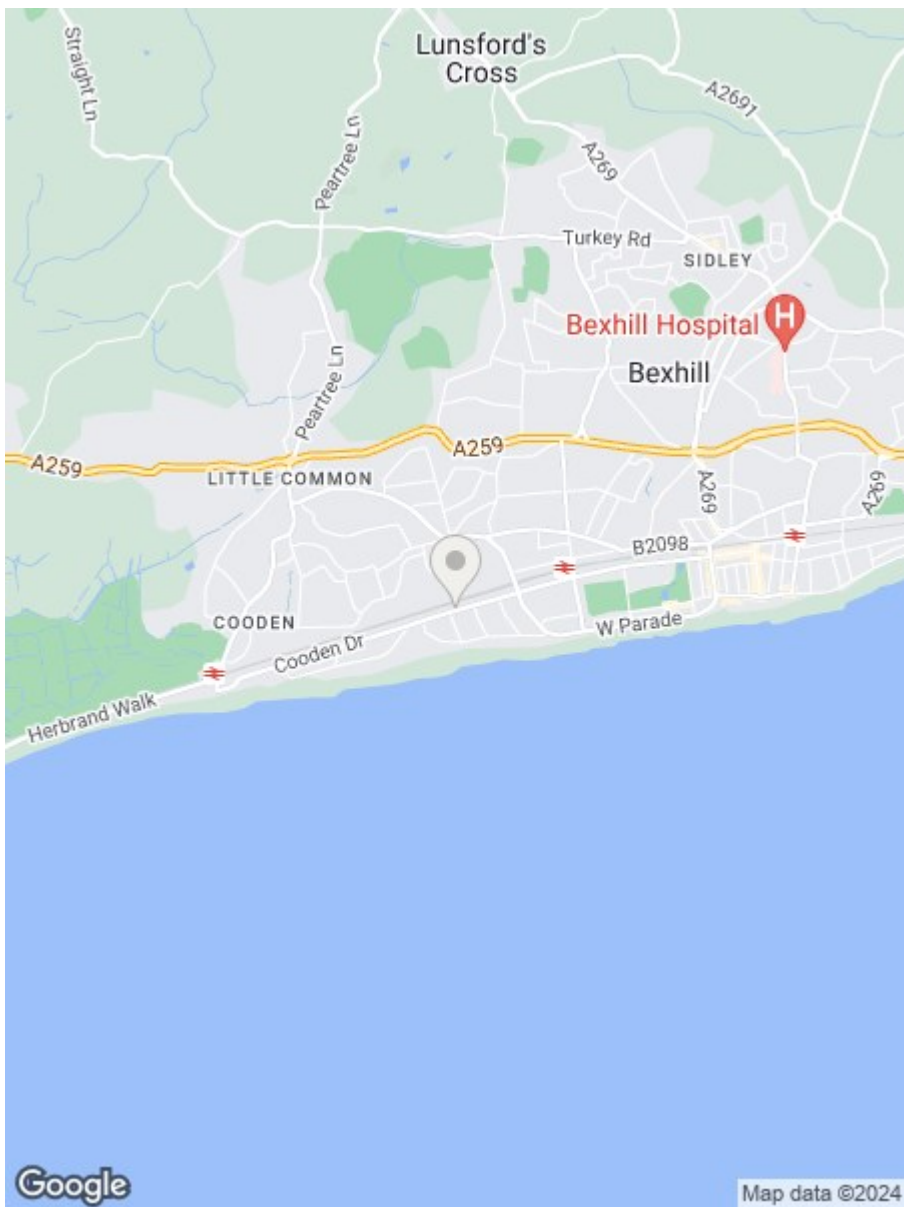 Straight Ln
Lunsford's
Cross
A2691
Peartree Ln
A269
Turkey Rd
SIDLEY
Bexhill Hospital
H
Bexhill
Peartree Ln
A259
A259
LITTLE COMMON
A269
A269
B2098
COODEN
W Parade
Cooden Dr
Herbrand Walk
Google
Map data ©2024